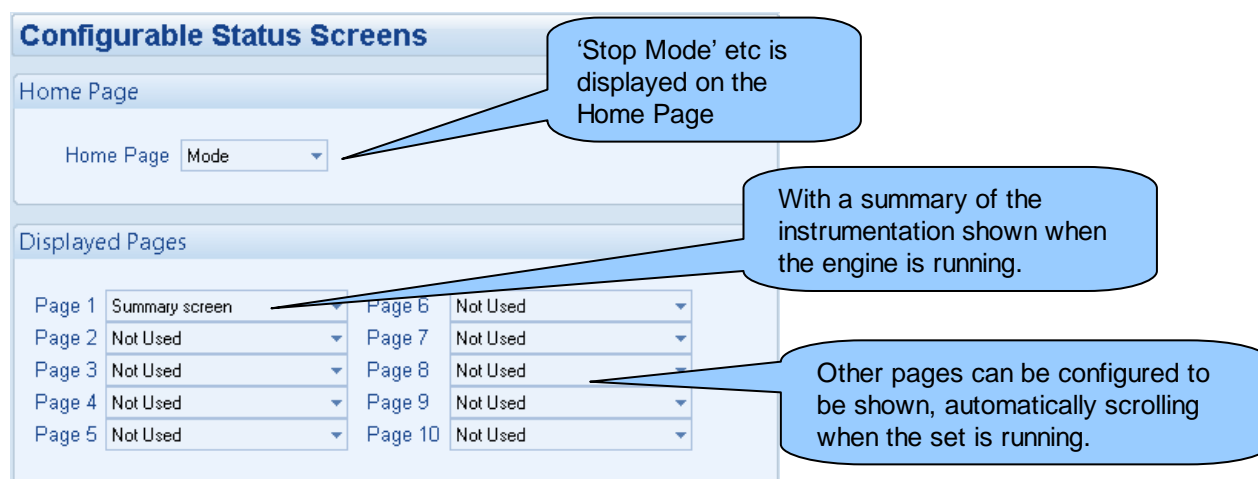 Configurable Status Screens
‘Stop Mode’ etc is
displayed on the
Home Page
Home Page
Home Page Mode
With a summary of the
instrumentation shown when
the engine is running.
Displayed Pages
Page 1 Summary screen Page 6 Not Used
Page 2 Not Used Page 7 Not Used
Page 3 Not Used Page 8 Not Used
Page 4 Not Used Page 9 Not Used
Page 5 Not Used Page 10 Not Used
Other pages can be configured to
be shown, automatically scrolling
when the set is running.